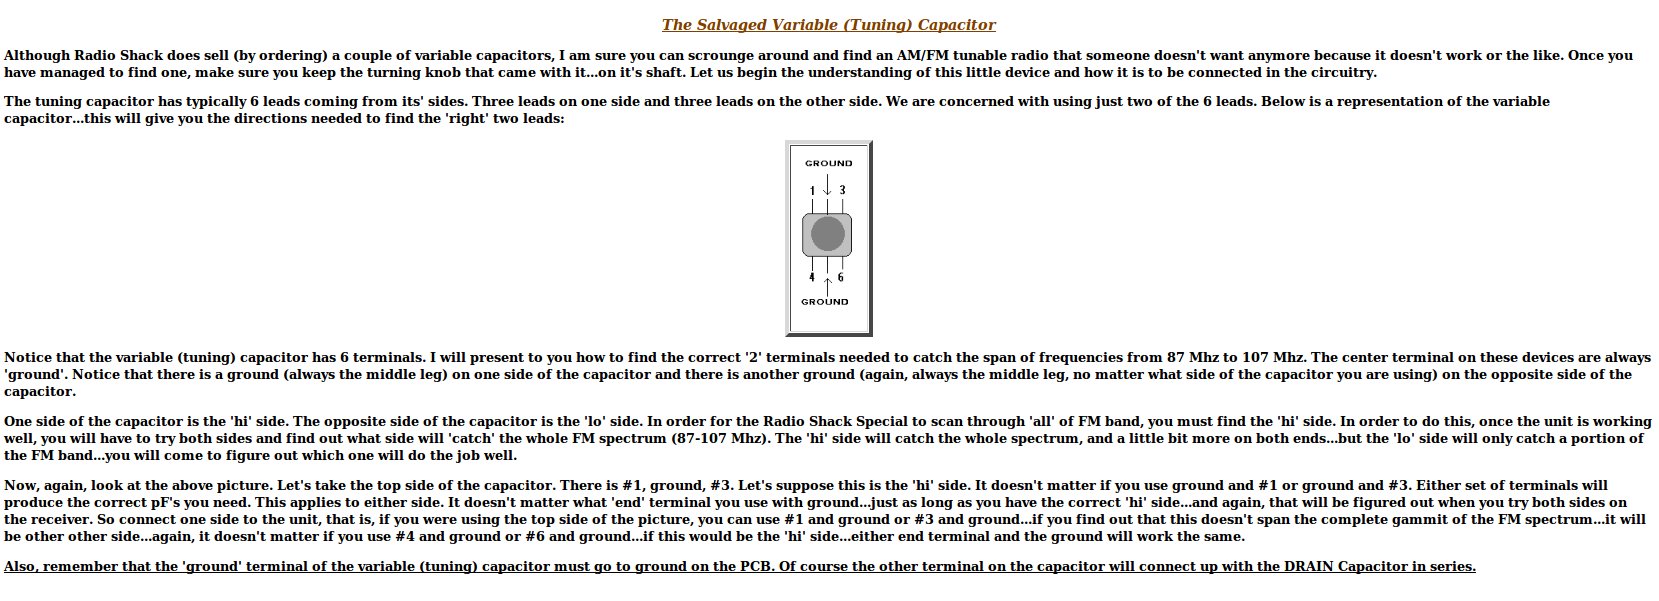 The Salvaged Variable (Tuning) Capacitor
Although Radio Shack does sell (by ordering) a couple of variable capacitors, I am sure you can scrounge around and find an AM/FM tunable radio that someone doesn't want anymore because it doesn't work or the like. Once you
have managed to find one, make sure you keep the turning knob that came with it...on it's shaft. Let us begin the understanding of this little device and how it is to be connected in the circuitry.
The tuning capacitor has typically 6 leads coming from its' sides. Three leads on one side and three leads on the other side. We are concerned with using just two of the 6 leads. Below is a representation of the variable
capacitor...this will give you the directions needed to find the 'right' two leads:
GROUND
1 3
4 6
GROUND
Notice that the variable (tuning) capacitor has 6 terminals. I will present to you how to find the correct '2' terminals needed to catch the span of frequencies from 87 Mhz to 107 Mhz. The center terminal on these devices are always
'ground'. Notice that there is a ground (always the middle leg) on one side of the capacitor and there is another ground (again, always the middle leg, no matter what side of the capacitor you are using) on the opposite side of the
capacitor.
One side of the capacitor is the 'hi' side. The opposite side of the capacitor is the 'lo' side. In order for the Radio Shack Special to scan through 'all' of FM band, you must find the 'hi' side. In order to do this, once the unit is working
well, you will have to try both sides and find out what side will 'catch' the whole FM spectrum (87-107 Mhz). The 'hi' side will catch the whole spectrum, and a little bit more on both ends...but the 'lo' side will only catch a portion of
the FM band...you will come to figure out which one will do the job well.
Now, again, look at the above picture. Let's take the top side of the capacitor. There is #1, ground, #3. Let's suppose this is the 'hi' side. It doesn't matter if you use ground and #1 or ground and #3. Either set of terminals will
produce the correct pF's you need. This applies to either side. It doesn't matter what 'end' terminal you use with ground...just as long as you have the correct 'hi' side...and again, that will be figured out when you try both sides on
the receiver. So connect one side to the unit, that is, if you were using the top side of the picture, you can use #1 and ground or #3 and ground...if you find out that this doesn't span the complete gammit of the FM spectrum...it will
be other other side...again, it doesn't matter if you use #4 and ground or #6 and ground...if this would be the 'hi' side...either end terminal and the ground will work the same.
Also, remember that the 'ground' terminal of the variable (tuning) capacitor must go to ground on the PCB. Of course the other terminal on the capacitor will connect up with the DRAIN Capacitor in series.